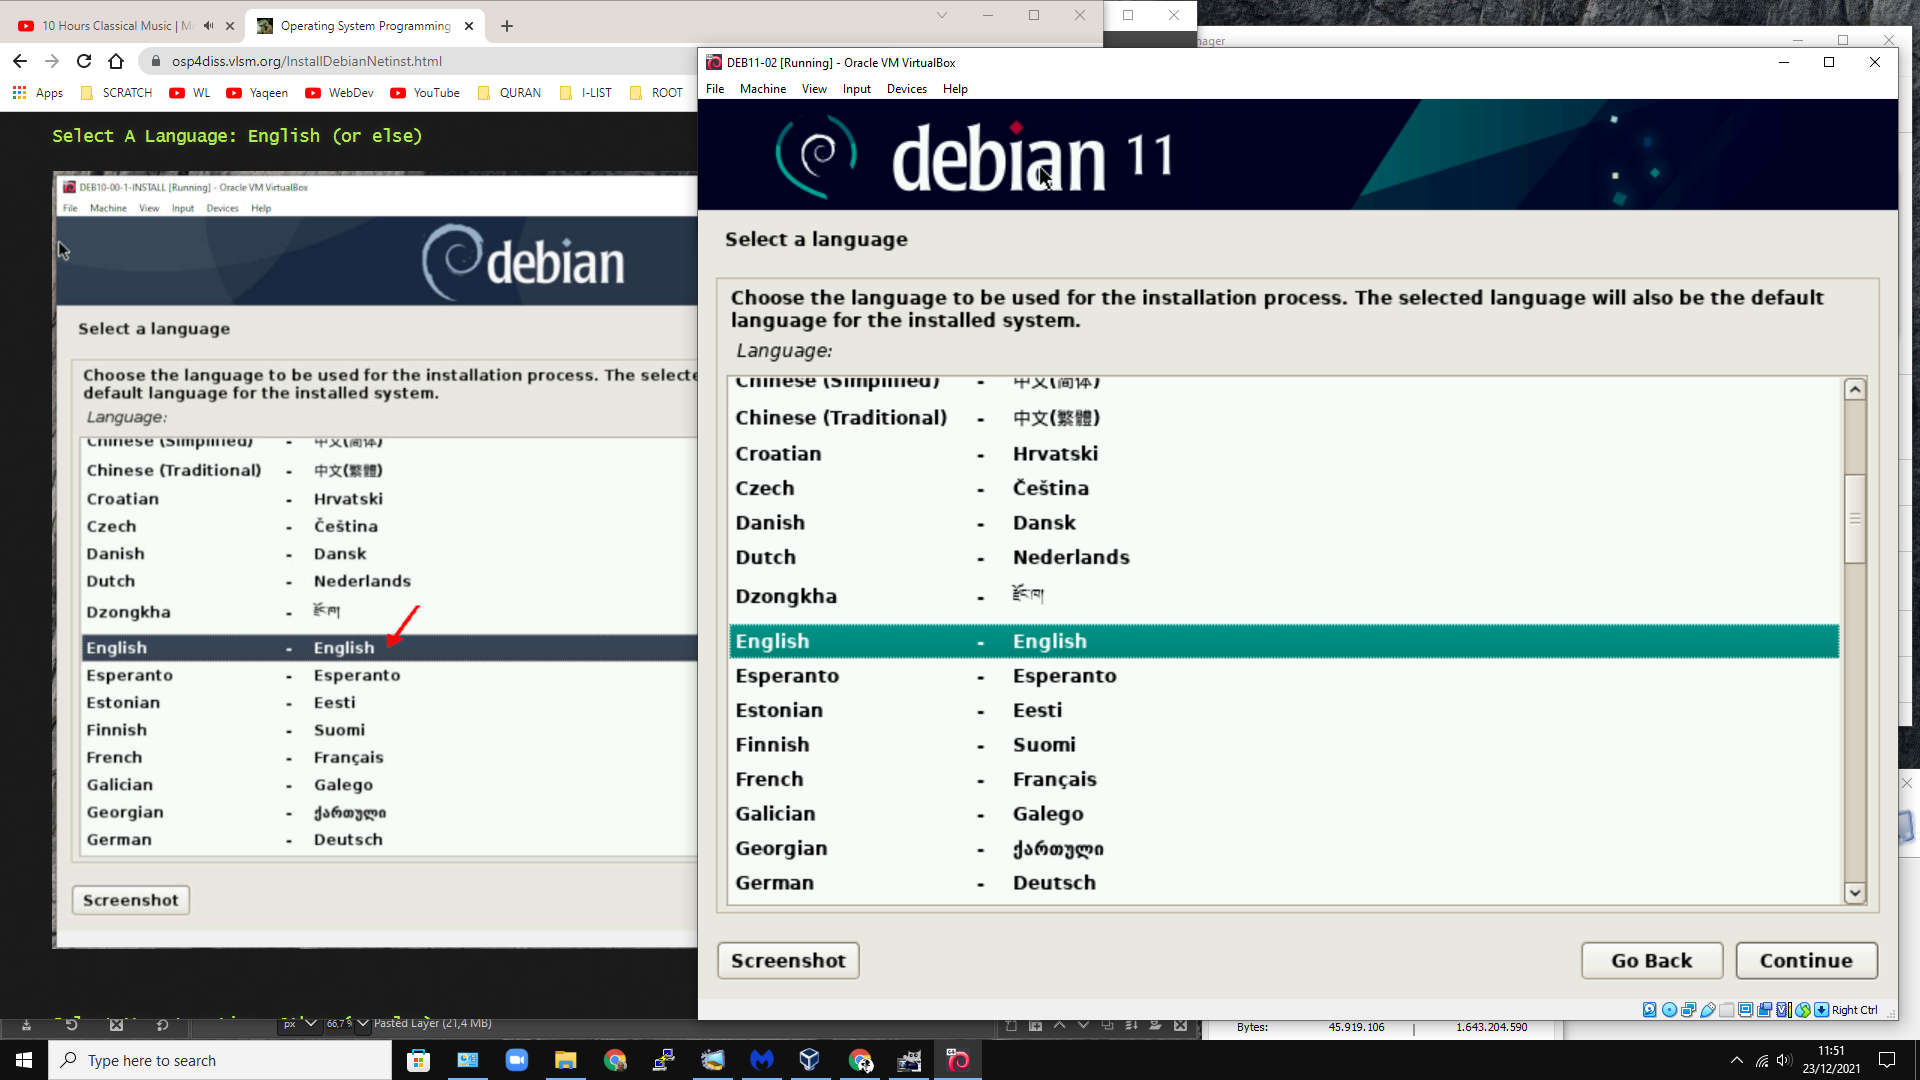 10 Hours Classical Music | M
Operating System Programming
osp4diss.vlsm.org/InstallDebianNetinst.html
Apps SCRATCH WL Yaqeen WebDev YouTube QURAN I-LIST ROOT
Select A Language: English (or else)
DEB10-00-1-INSTALL [Running] - Oracle VM VirtualBox
File Machine View Input Devices Help
debian
Select a language
Choose the language to be used for the installation process. The selecte
default language for the installed system.
Language:
Chinese (Simplified) - 中文(简体)
Chinese (Traditional) - 中文(繁體)
Croatian - Hrvatski
Czech - Čeština
Danish - Dansk
Dutch - Nederlands
Dzongkha - རྫོང་ཁ།
English - English
Esperanto - Esperanto
Estonian - Eesti
Finnish - Suomi
French - Français
Galician - Galego
Georgian - ქართული
German - Deutsch
Screenshot
px 66,7 Pasted Layer (21,4 MB)
nager
DEB11-02 [Running] - Oracle VM VirtualBox
File Machine View Input Devices Help
debian 11
Select a language
Choose the language to be used for the installation process. The selected language will also be the default
language for the installed system.
Language:
Chinese (Simplified) - 中文(简体)
Chinese (Traditional) - 中文(繁體)
Croatian - Hrvatski
Czech - Čeština
Danish - Dansk
Dutch - Nederlands
Dzongkha - རྫོང་ཁ།
English - English
Esperanto - Esperanto
Estonian - Eesti
Finnish - Suomi
French - Français
Galician - Galego
Georgian - ქართული
German - Deutsch
Screenshot Go Back Continue
Right Ctrl
Bytes: 45.919.106 | 1.643.204.590
Type here to search
11:51
23/12/2021